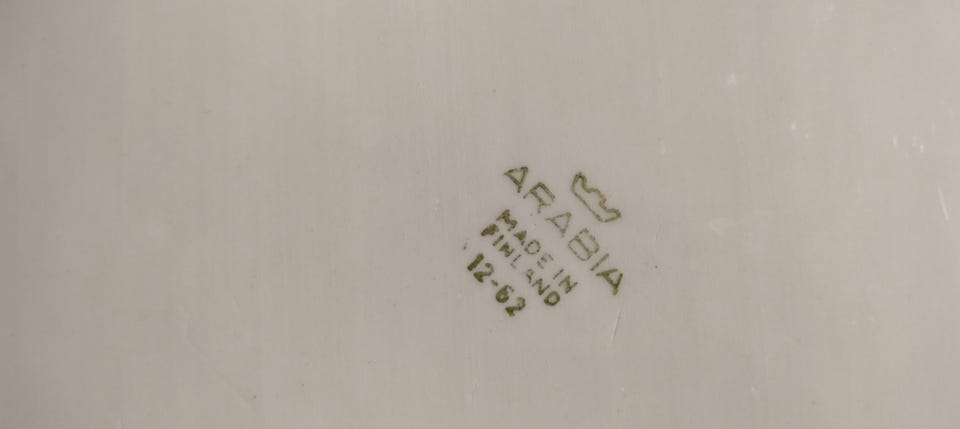 ARABIA
MADE IN
FINLAND
12-62